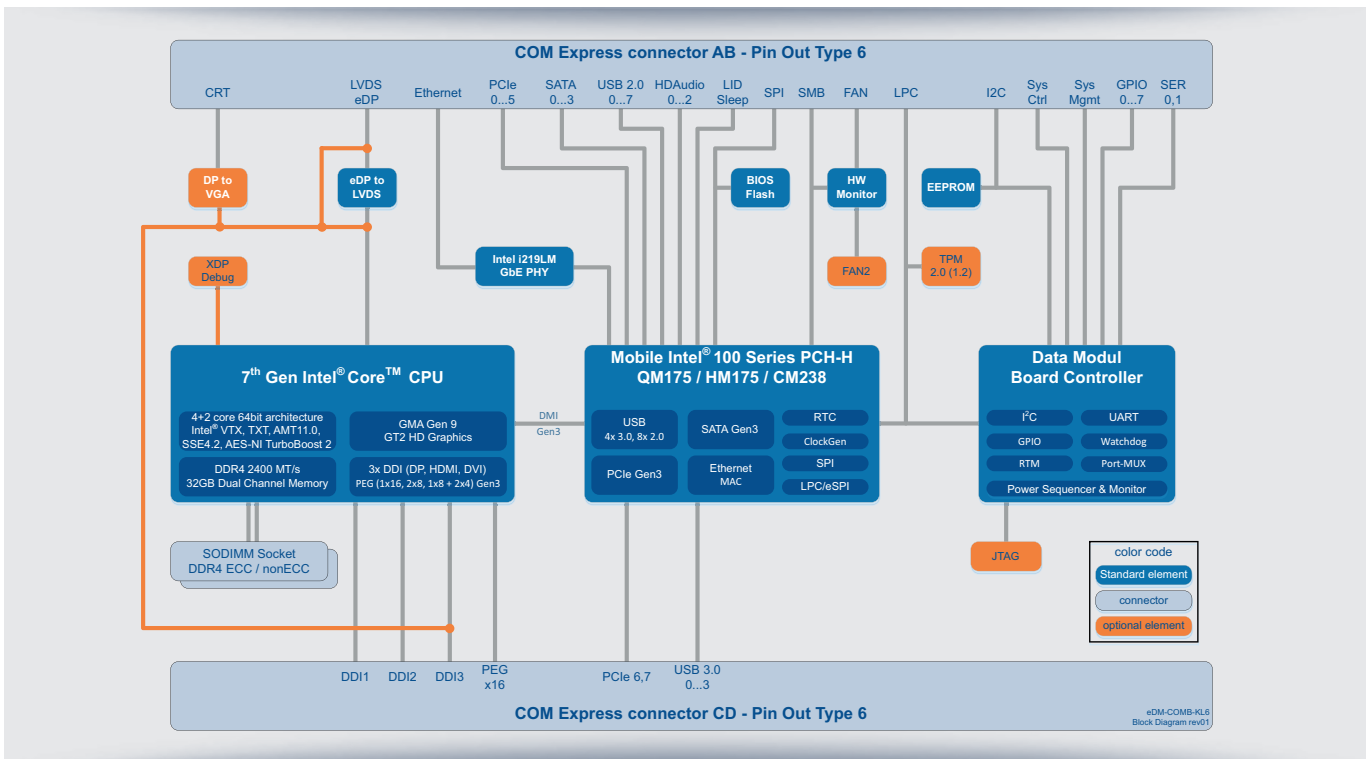 COM Express connector AB - Pin Out Type 6
CRT
LVDS
eDP
Ethernet
PCIe
0...5
SATA
0...3
USB 2.0
0...7
HDAudio
0...2
LID
Sleep
SPI
SMB
FAN
LPC
I2C
Sys
Ctrl
Sys
Mgmt
GPIO
0...7
SER
0,1
DP to
VGA
eDP to
LVDS
BIOS
Flash
HW
Monitor
EEPROM
XDP
Debug
Intel i219LM
GbE PHY
FAN2
TPM
2.0 (1.2)
7th Gen Intel® Core™ CPU
4+2 core 64bit architecture
Intel® VTX, TXT, AMT11.0,
SSE4.2, AES-NI TurboBoost 2
GMA Gen 9
GT2 HD Graphics
DDR4 2400 MT/s
32GB Dual Channel Memory
3x DDI (DP, HDMI, DVI)
PEG (1x16, 2x8, 1x8 + 2x4) Gen3
DMI
Gen3
Mobile Intel® 100 Series PCH-H
QM175 / HM175 / CM238
USB
4x 3.0, 8x 2.0
SATA Gen3
RTC
ClockGen
PCIe Gen3
Ethernet
MAC
SPI
LPC/eSPI
Data Modul
Board Controller
I²C
UART
GPIO
Watchdog
RTM
Port-MUX
Power Sequencer & Monitor
SODIMM Socket
DDR4 ECC / nonECC
JTAG
color code
Standard element
connector
optional element
DDI1
DDI2
DDI3
PEG
x16
PCIe 6,7
USB 3.0
0...3
COM Express connector CD - Pin Out Type 6
eDM-COMB-KL6
Block Diagram rev01